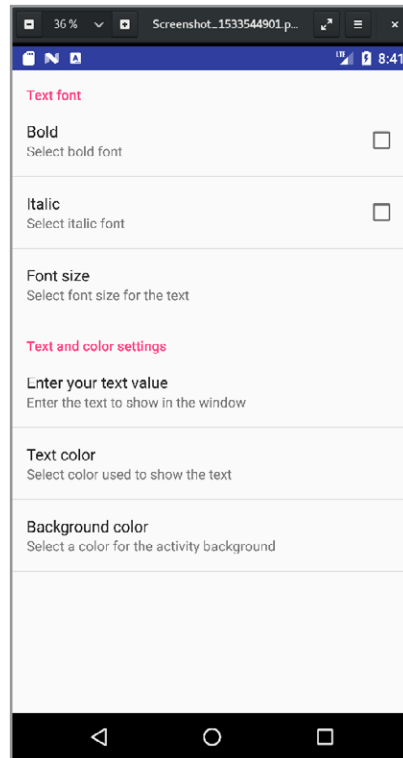 36 %
Screenshot_1533544901.p...
LTE 8:41
Text font
Bold
Select bold font
Italic
Select italic font
Font size
Select font size for the text
Text and color settings
Enter your text value
Enter the text to show in the window
Text color
Select color used to show the text
Background color
Select a color for the activity background